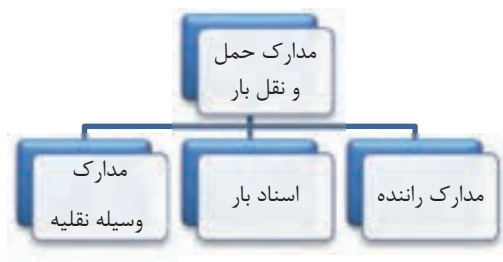 مدارک حمل
و نقل بار
مدارک راننده
اسناد بار
مدارک
وسیله نقلیه